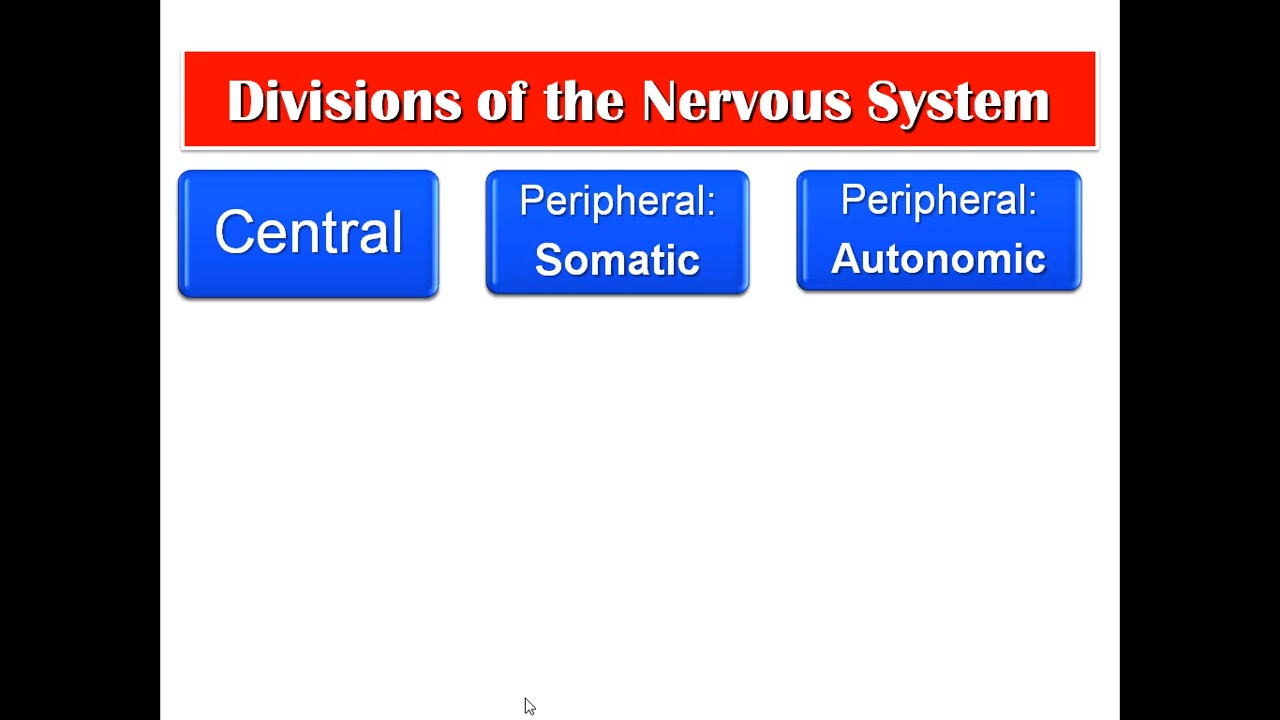 Divisions of the Nervous System
Central
Peripheral:
Somatic
Peripheral:
Autonomic